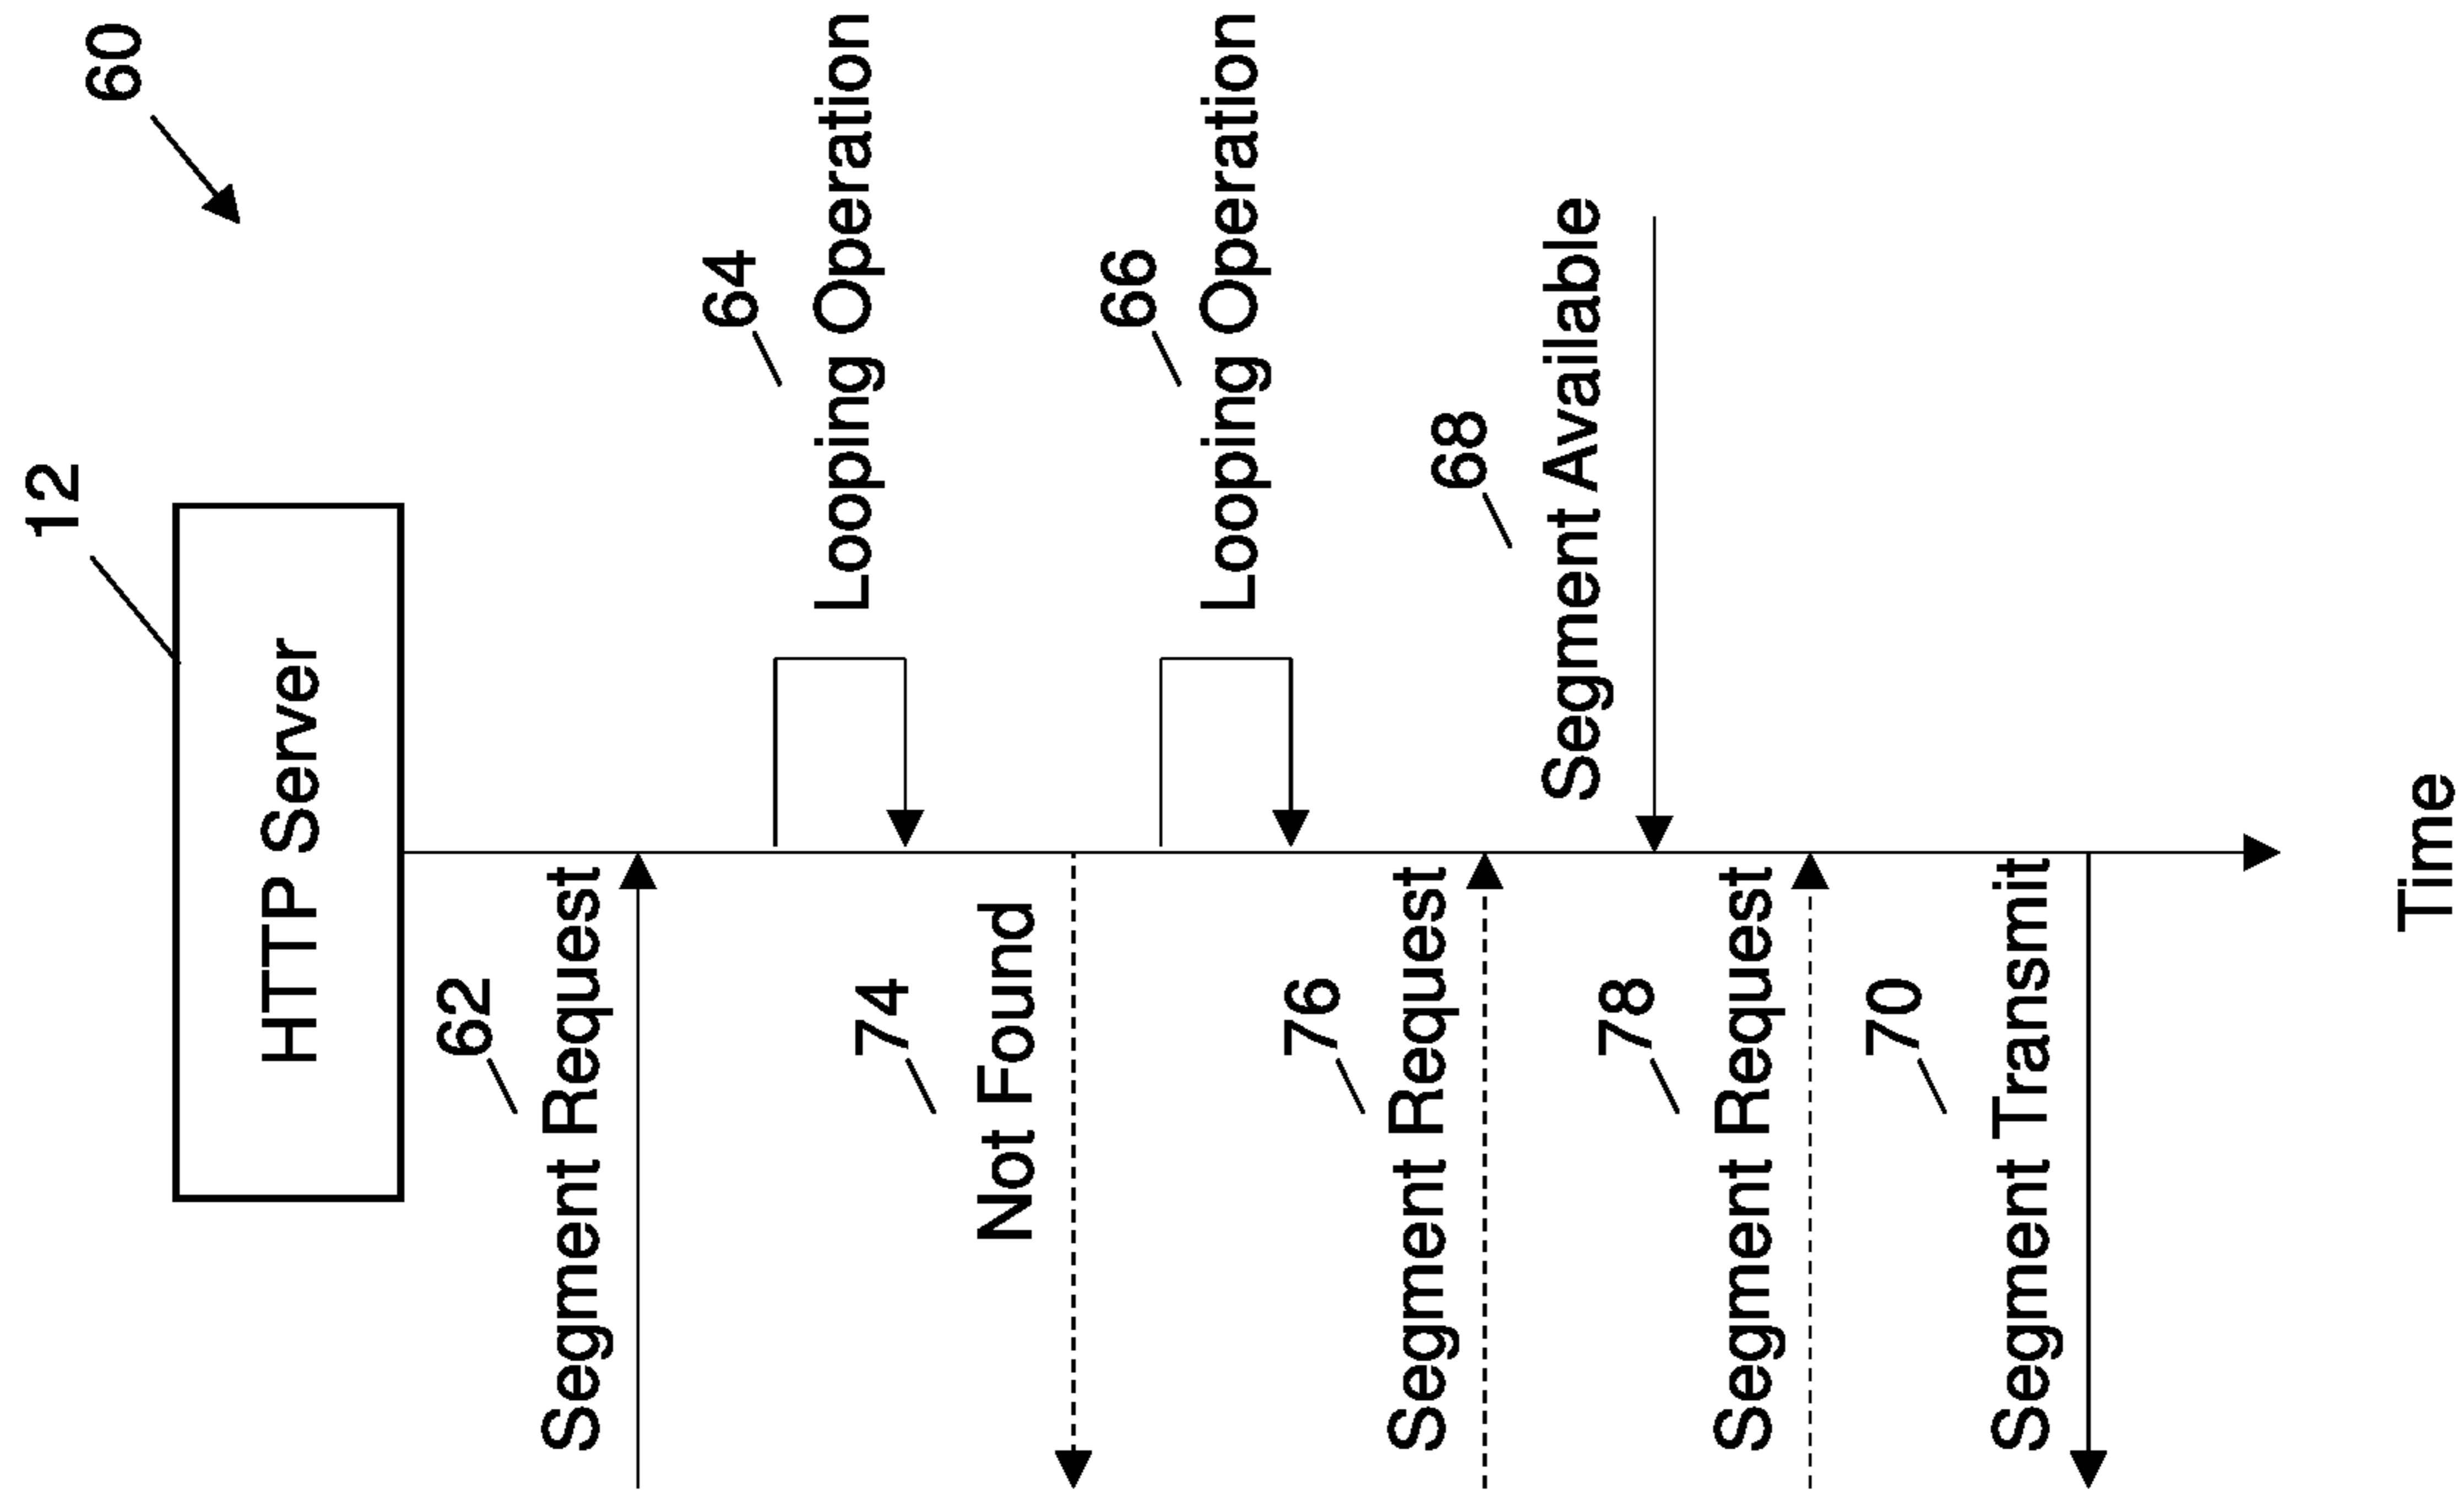 60
12
HTTP Server
62
Segment Request
64
Looping Operation
74
Not Found
66
Looping Operation
76
Segment Request
68
Segment Available
78
Segment Request
70
Segment Transmit
Time